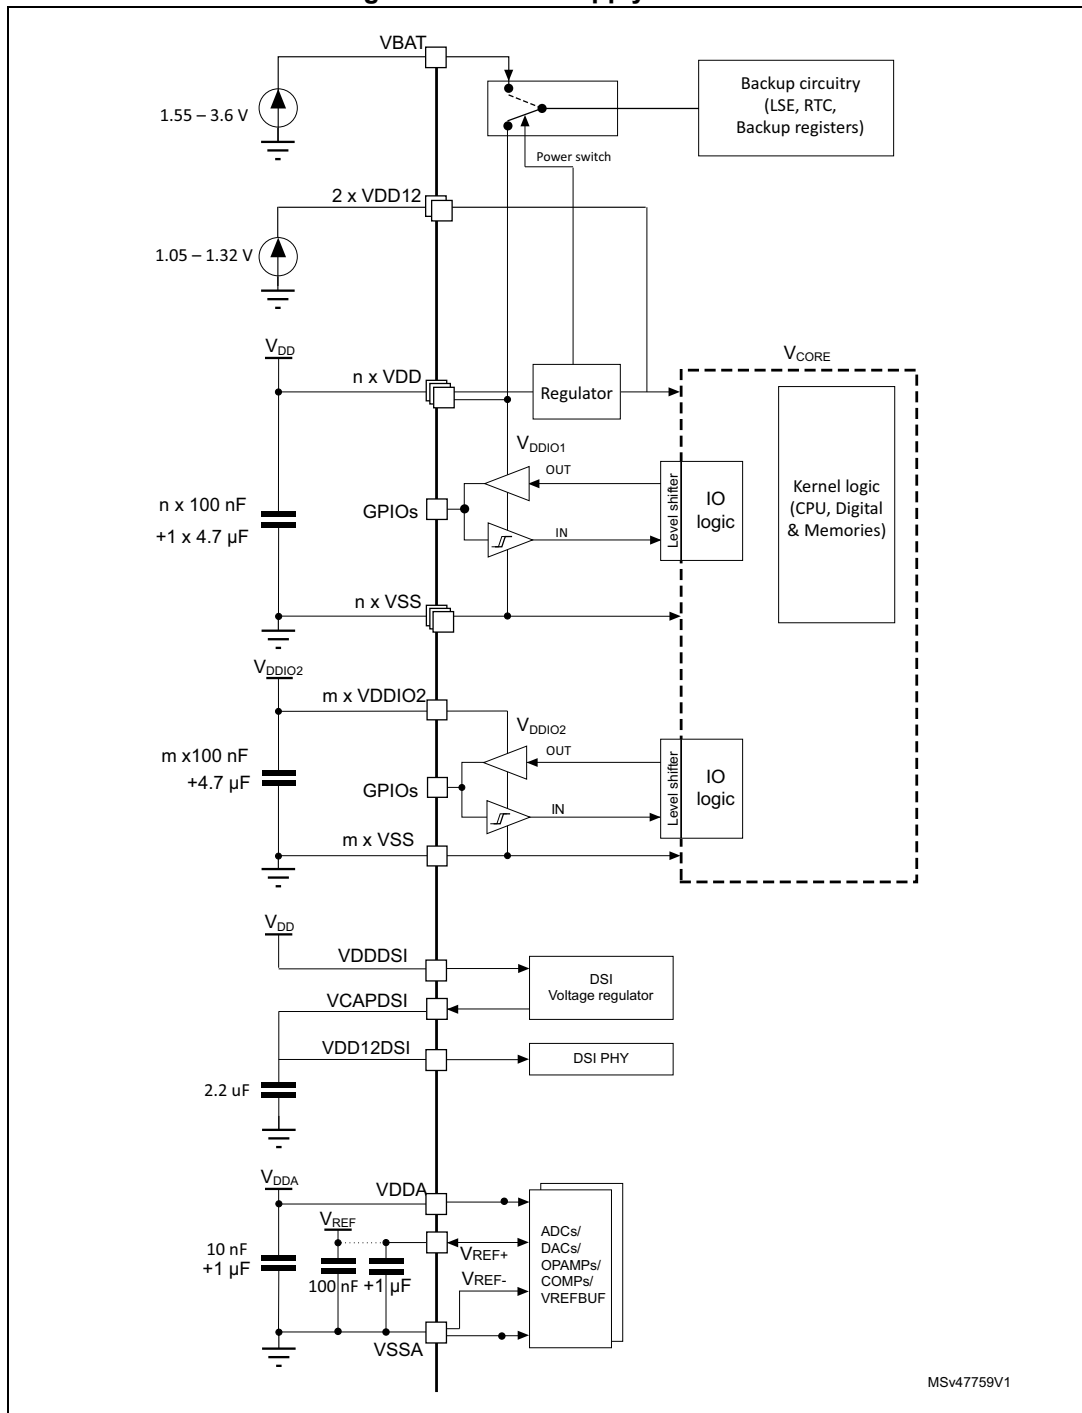 VBAT
1.55 – 3.6 V
Backup circuitry
(LSE, RTC,
Backup registers)
Power switch
2 x VDD12
1.05 – 1.32 V
VDD
n x VDD
Regulator
VCORE
VDDIO1
OUT
n x 100 nF
+1 x 4.7 µF
GPIOs
IN
Level shifter
IO
logic
Kernel logic
(CPU, Digital
& Memories)
n x VSS
VDDIO2
m x VDDIO2
VDDIO2
OUT
m x100 nF
+4.7 µF
GPIOs
IN
Level shifter
IO
logic
m x VSS
VDD
VDDDSI
DSI
Voltage regulator
VCAPDSI
VDD12DSI
DSI PHY
2.2 uF
VDDA
VDDA
VREF
10 nF
+1 µF
100 nF
+1 µF
VREF+
VREF-
ADCs/
DACs/
OPAMPs/
COMPs/
VREFBUF
VSSA
MSv47759V1